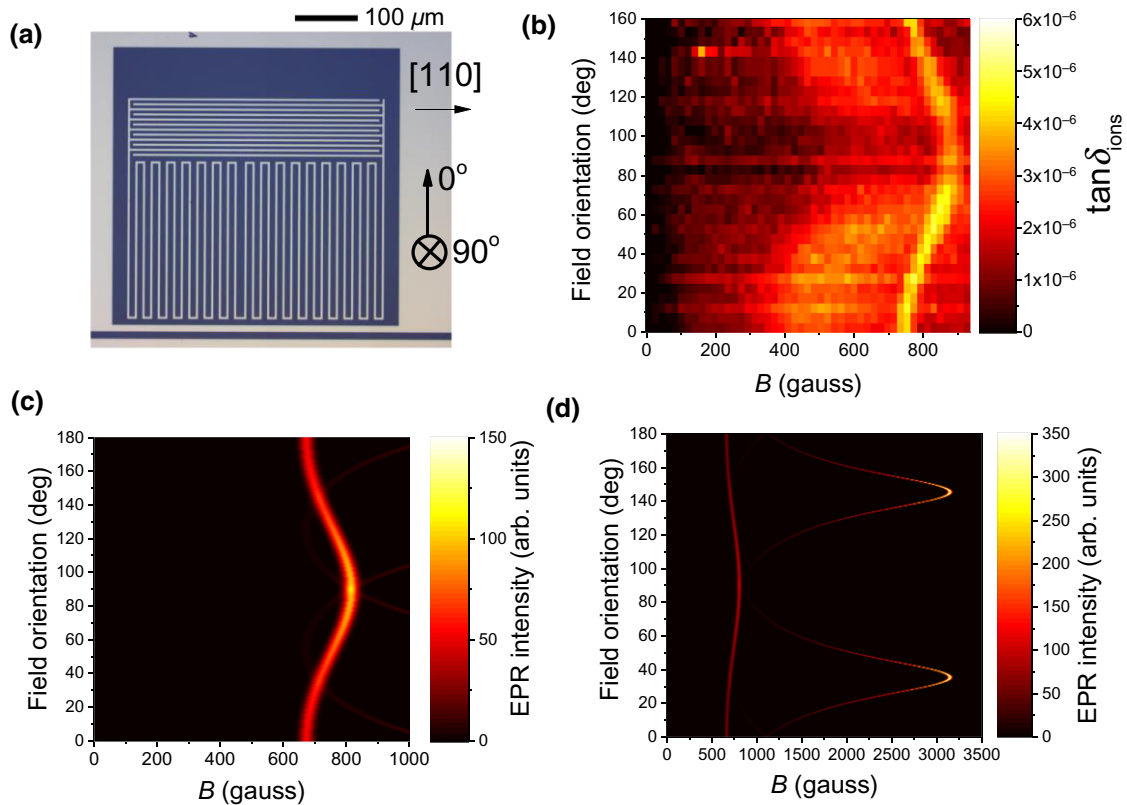 (a)
100 µm
[110]
0°
90°
(b)
Field orientation (deg)
160
140
120
100
80
60
40
20
0
0 200 400 600 800
B (gauss)
6x10⁻⁶
5x10⁻⁶
4x10⁻⁶
3x10⁻⁶
2x10⁻⁶
1x10⁻⁶
0
tanδions
(c)
Field orientation (deg)
180
160
140
120
100
80
60
40
20
0
0 200 400 600 800 1000
B (gauss)
150
100
50
0
EPR intensity (arb. units)
(d)
Field orientation (deg)
180
160
140
120
100
80
60
40
20
0
0 500 1000 1500 2000 2500 3000 3500
B (gauss)
350
300
250
200
150
100
50
0
EPR intensity (arb. units)